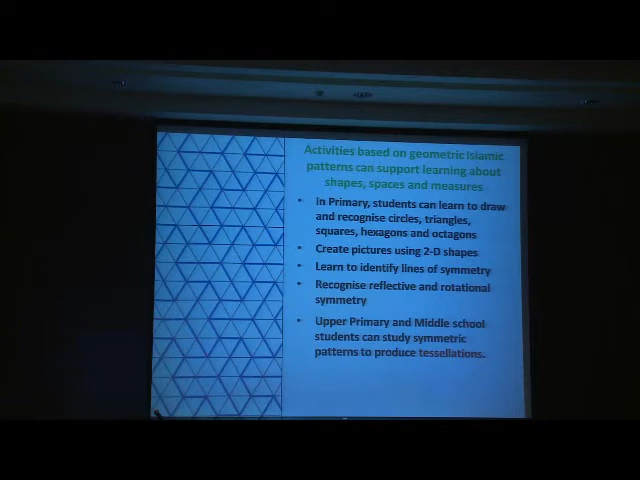 Activities based on geometric Islamic
patterns can support learning about
shapes, spaces and measures
• In Primary, students can learn to draw
and recognise circles, triangles,
squares, hexagons and octagons
• Create pictures using 2-D shapes
• Learn to identify lines of symmetry
• Recognise reflective and rotational
symmetry
• Upper Primary and Middle school
students can study symmetric
patterns to produce tessellations.